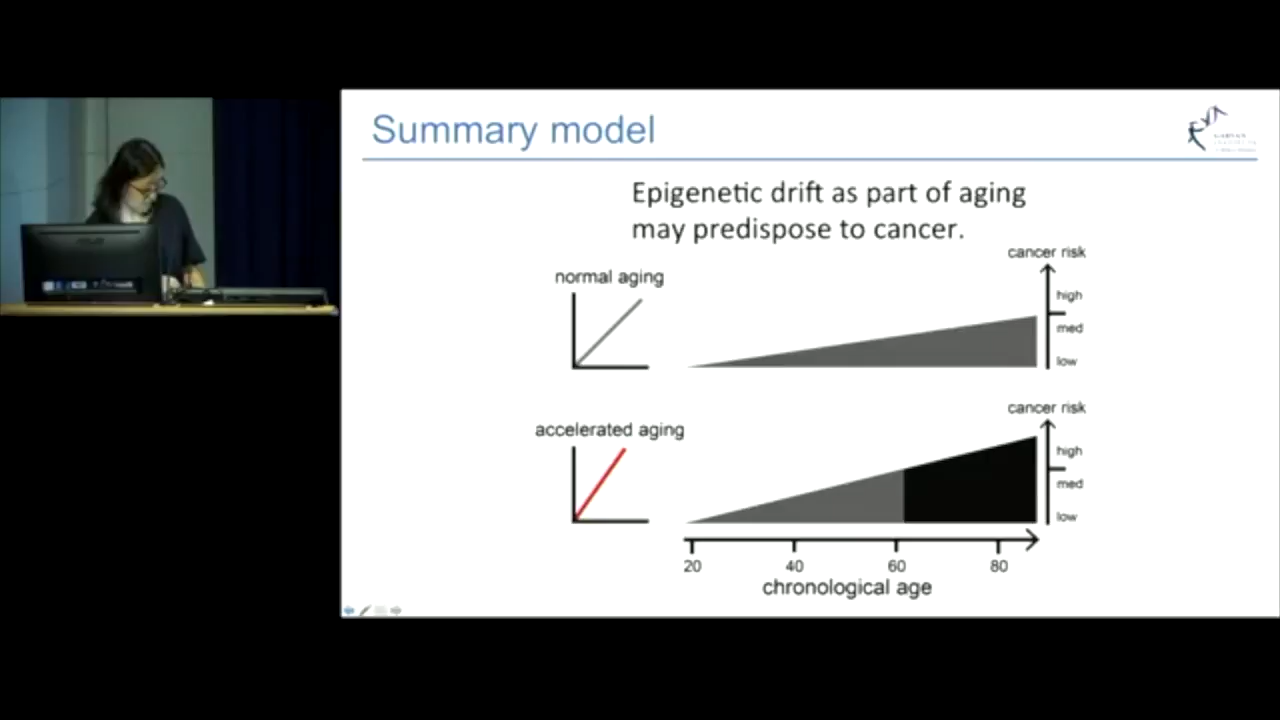 Summary model
Epigenetic drift as part of aging
may predispose to cancer.
cancer risk
normal aging
high
med
low
cancer risk
accelerated aging
high
med
low
20 40 60 80
chronological age